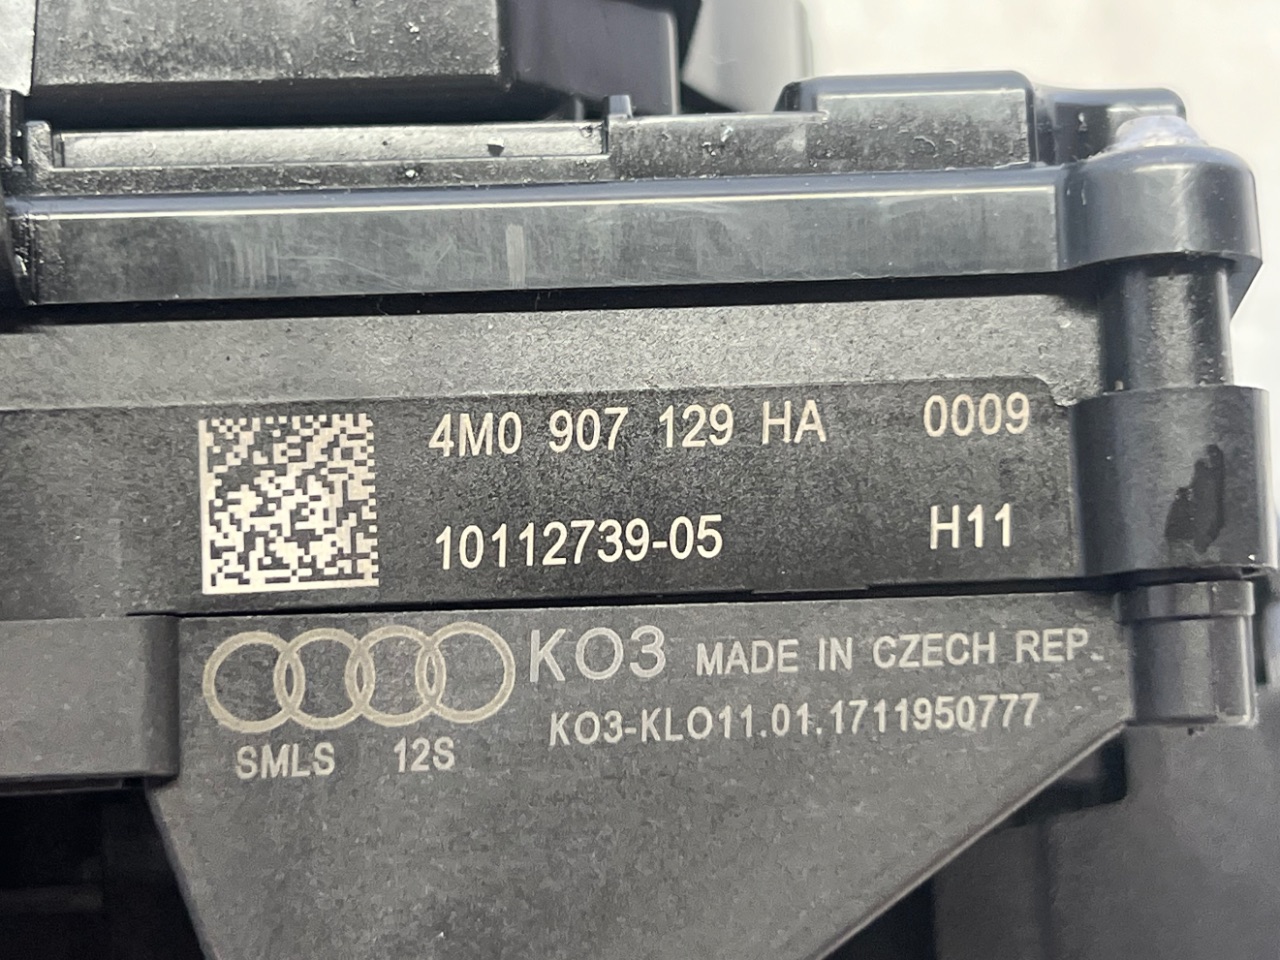 4M0 907 129 HA 0009
10112739-05 H11
KO3 MADE IN CZECH REP.
KO3-KLO11.01.1711950777
SMLS 12S